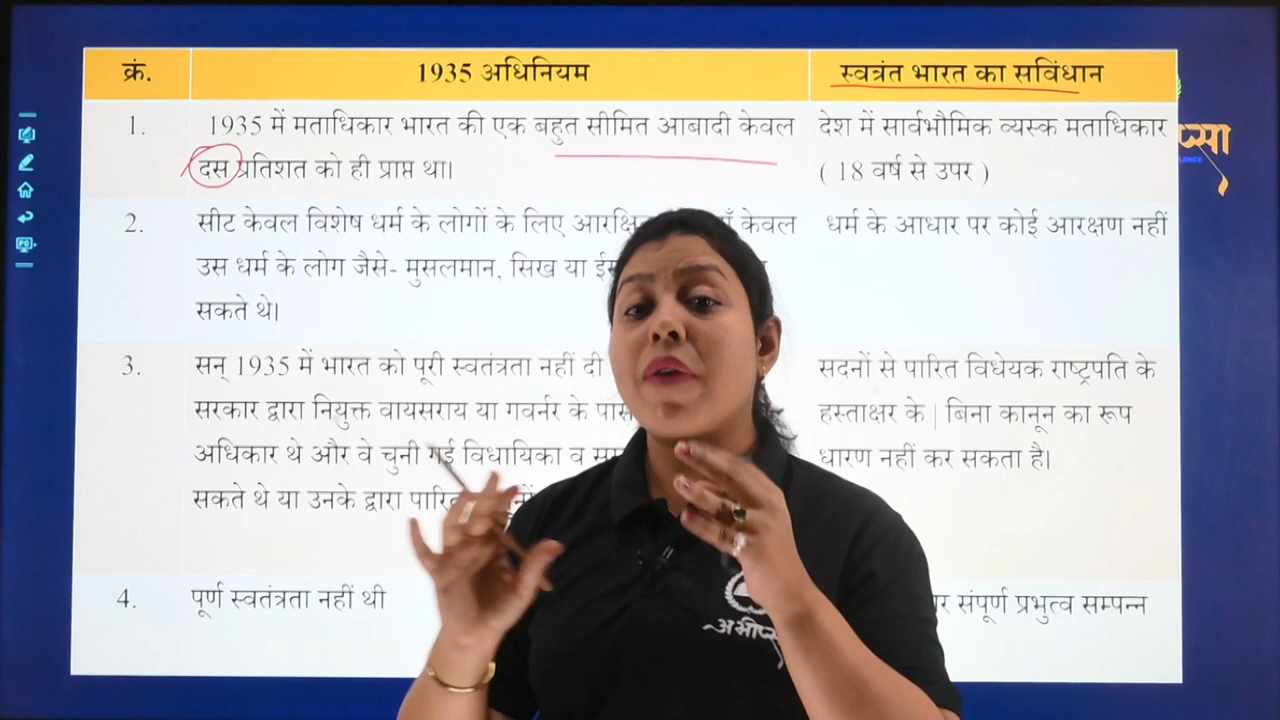 क्रं. 1935 अधिनियम स्वत्रंत भारत का सविंधान
1. 1935 में मताधिकार भारत की एक बहुत सीमित आबादी केवल
दस प्रतिशत को ही प्राप्त था।
देश में सार्वभौमिक व्यस्क मताधिकार
( 18 वर्ष से उपर )
2. सीट केवल विशेष धर्म के लोगों के लिए केवल
उस धर्म के लोग जैसे- मुसलमान, सिख या
सकते थे।
धर्म के आधार पर कोई आरक्षण नहीं
3. सन् 1935 में भारत को पूरी स्वतंत्रता नहीं दी
सरकार द्वारा नियुक्त वायसराय या गवर्नर के
अधिकार थे और वे चुनी गई विधायिका व
सकते थे या उनके द्वारा
सदनों से पारित विधेयक राष्ट्रपति के
हस्ताक्षर के | बिना कानून का रूप
धारण नहीं कर सकता है।
4. पूर्ण स्वतंत्रता नहीं थी
संपूर्ण प्रभुत्व सम्पन्न
अभीप्सा